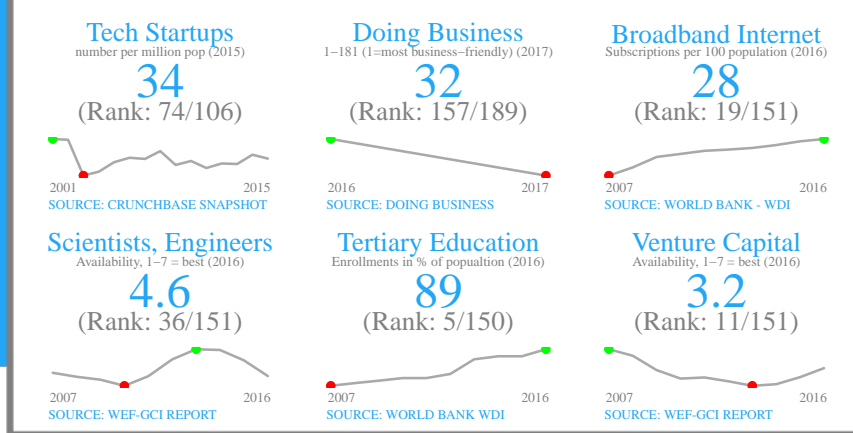 Tech Startups
number per million pop (2015)
34
(Rank: 74/106)
2001 2015
SOURCE: CRUNCHBASE SNAPSHOT
Doing Business
1−181 (1=most business−friendly) (2017)
32
(Rank: 157/189)
2016 2017
SOURCE: DOING BUSINESS
Broadband Internet
Subscriptions per 100 population (2016)
28
(Rank: 19/151)
2007 2016
SOURCE: WORLD BANK - WDI
Scientists, Engineers
Availability, 1−7 = best (2016)
4.6
(Rank: 36/151)
2007 2016
SOURCE: WEF-GCI REPORT
Tertiary Education
Enrollments in % of popualtion (2016)
89
(Rank: 5/150)
2007 2016
SOURCE: WORLD BANK WDI
Venture Capital
Availability, 1−7 = best (2016)
3.2
(Rank: 11/151)
2007 2016
SOURCE: WEF-GCI REPORT